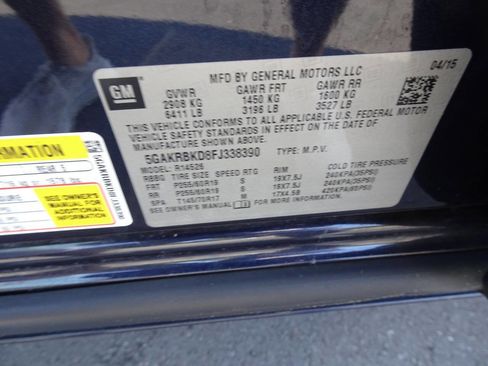 GM
MFD BY GENERAL MOTORS LLC
04/15
GVWR GAWR FRT GAWR RR
2908 KG 1450 KG 1600 KG
6411 LB 3196 LB 3527 LB
THIS VEHICLE CONFORMS TO ALL APPLICABLE U.S. FEDERAL MOTOR
VEHICLE SAFETY STANDARDS IN EFFECT ON THE DATE OF
MANUFACTURE SHOWN ABOVE.
5GAKRBKD8FJ338390 TYPE: M.P.V.
MODEL: R14526
TIRE SIZE SPEED RTG RIM COLD TIRE PRESSURE
FRT P255/60R19 S 19X7.5J 240KPA(35PSI)
RR P255/60R19 S 19X7.5J 240KPA(35PSI)
SPA T145/70R17 M 17X4.5B 420KPA(60PSI)
SEE OWNER'S MANUAL FOR MORE INFORMATION.
SEE OWNER'S
MANUAL FOR
ADDITIONAL
INFORMATION